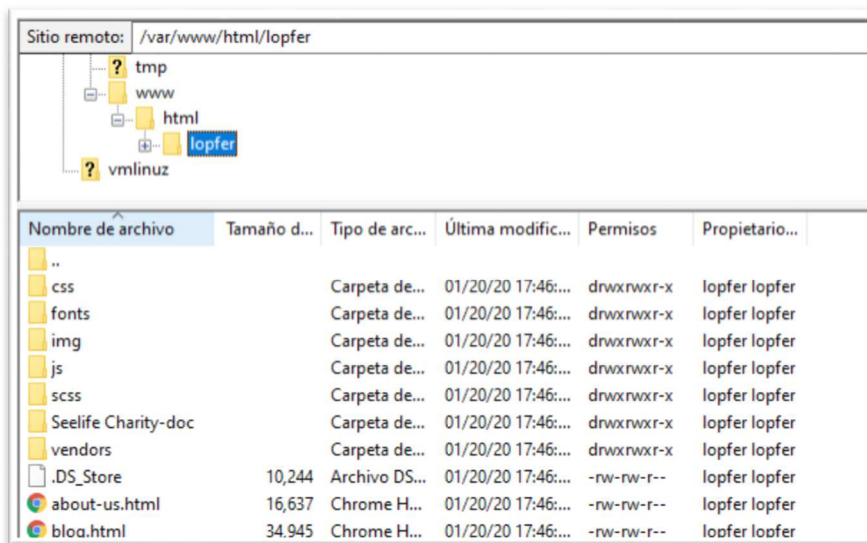 Sitio remoto: /var/www/html/lopfer
? tmp
www
html
lopfer
? vmlinuz
Nombre de archivo Tamaño d... Tipo de arc... Última modific... Permisos Propietario...
..
css Carpeta de... 01/20/20 17:46:... drwxrwxr-x lopfer lopfer
fonts Carpeta de... 01/20/20 17:46:... drwxrwxr-x lopfer lopfer
img Carpeta de... 01/20/20 17:46:... drwxrwxr-x lopfer lopfer
js Carpeta de... 01/20/20 17:46:... drwxrwxr-x lopfer lopfer
scss Carpeta de... 01/20/20 17:46:... drwxrwxr-x lopfer lopfer
Seelife Charity-doc Carpeta de... 01/20/20 17:46:... drwxrwxr-x lopfer lopfer
vendors Carpeta de... 01/20/20 17:46:... drwxrwxr-x lopfer lopfer
.DS_Store 10,244 Archivo DS... 01/20/20 17:46:... -rw-rw-r-- lopfer lopfer
about-us.html 16,637 Chrome H... 01/20/20 17:46:... -rw-rw-r-- lopfer lopfer
blog.html 34,945 Chrome H... 01/20/20 17:46:... -rw-rw-r-- lopfer lopfer